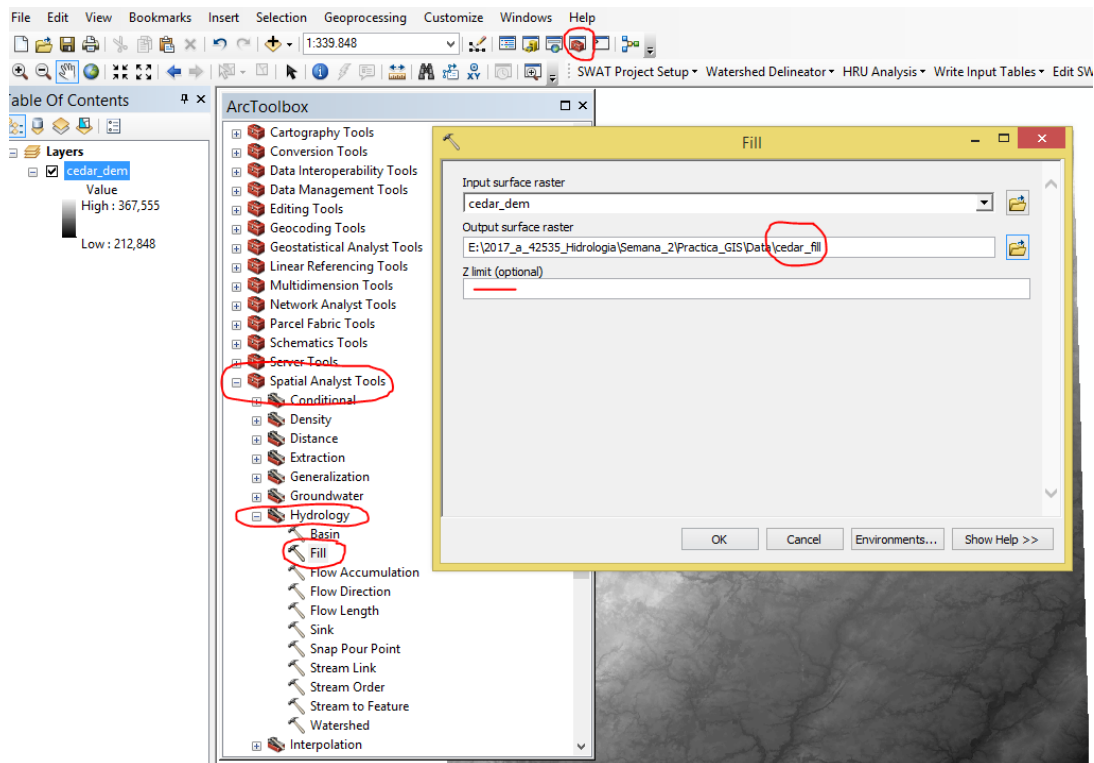 File Edit View Bookmarks Insert Selection Geoprocessing Customize Windows Help
1:339.848
SWAT Project Setup Watershed Delineator HRU Analysis Write Input Tables Edit SW
Table Of Contents
Layers
cedar_dem
Value
High : 367,555
Low : 212,848
ArcToolbox
Cartography Tools
Conversion Tools
Data Interoperability Tools
Data Management Tools
Editing Tools
Geocoding Tools
Geostatistical Analyst Tools
Linear Referencing Tools
Multidimension Tools
Network Analyst Tools
Parcel Fabric Tools
Schematics Tools
Server Tools
Spatial Analyst Tools
Conditional
Density
Distance
Extraction
Generalization
Groundwater
Hydrology
Basin
Fill
Flow Accumulation
Flow Direction
Flow Length
Sink
Snap Pour Point
Stream Link
Stream Order
Stream to Feature
Watershed
Interpolation
Fill
Input surface raster
cedar_dem
Output surface raster
E:\2017_a_42535_Hidrologia\Semana_2\Practica_GIS\Data\cedar_fill
Z limit (optional)
OK Cancel Environments... Show Help >>